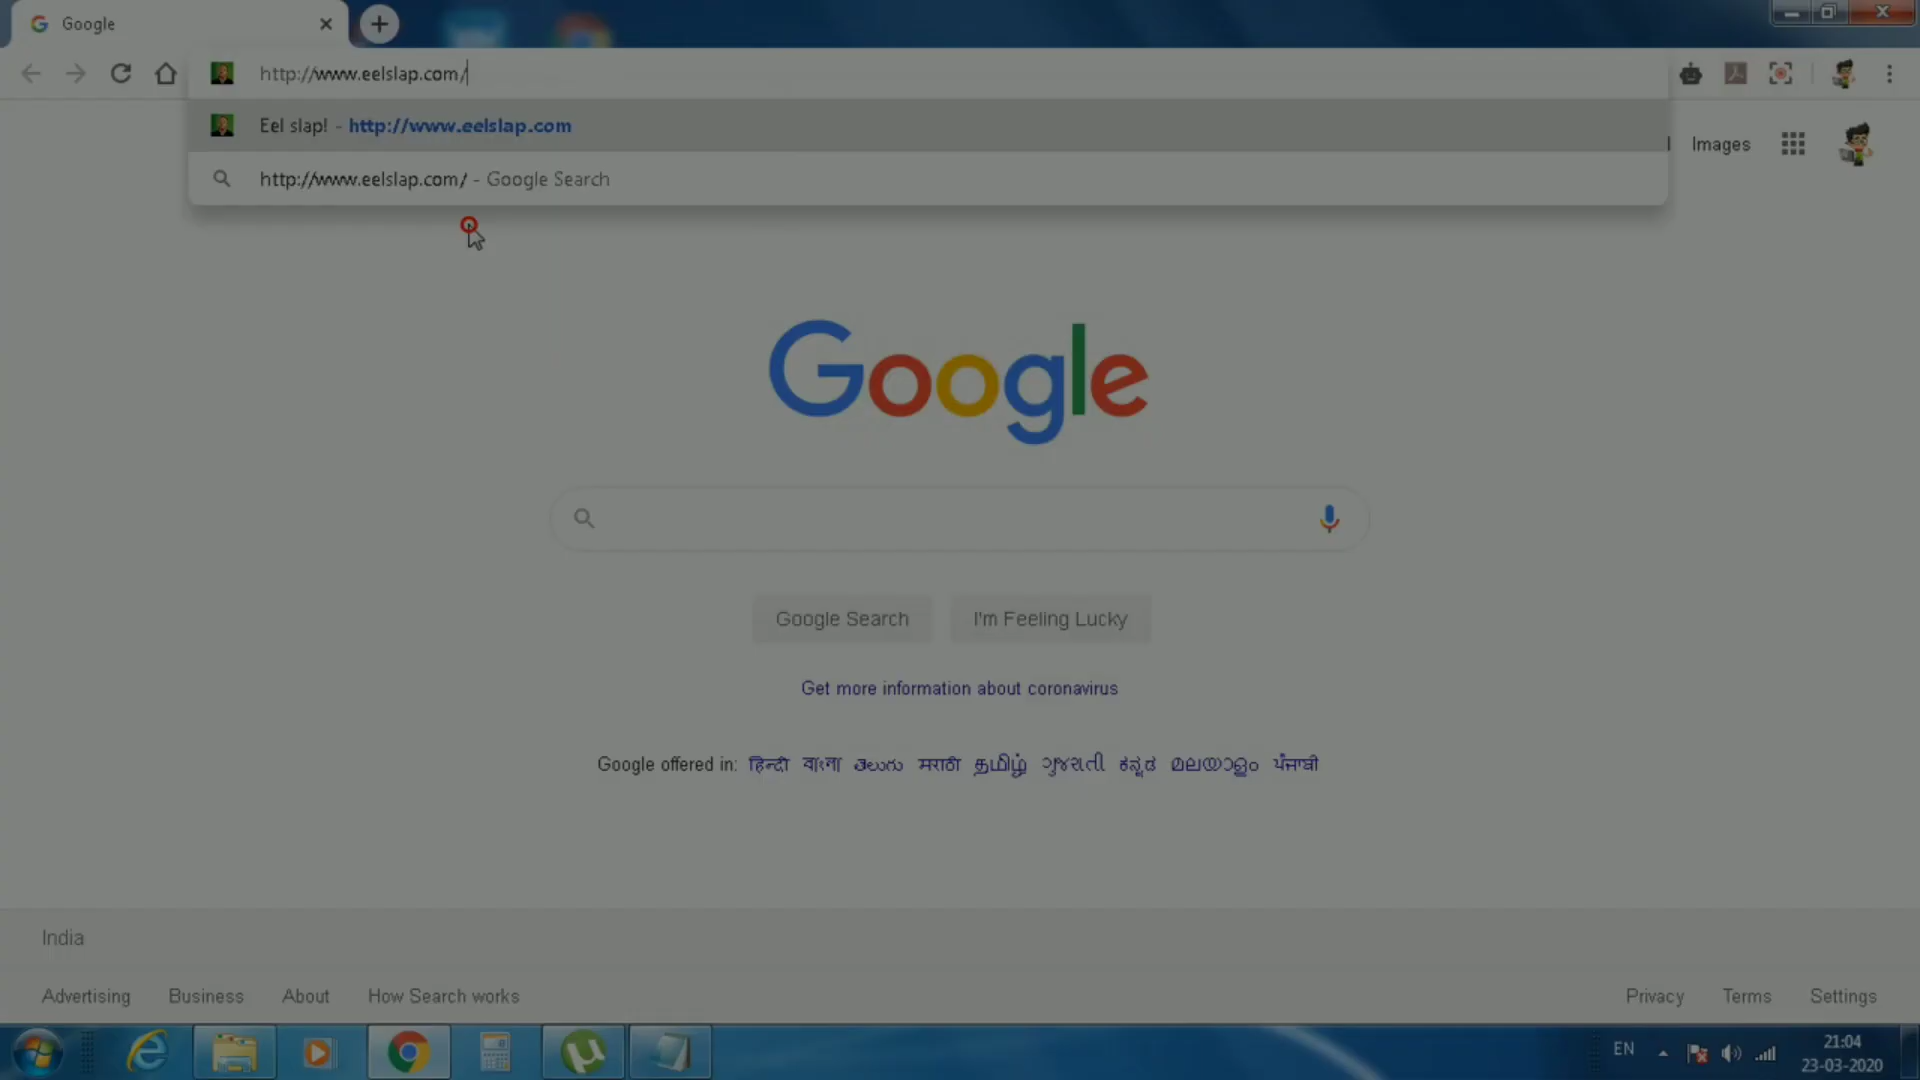 Google
http://www.eelslap.com/
Eel slap! - http://www.eelslap.com
http://www.eelslap.com/ - Google Search
Images
Google
Google Search
I'm Feeling Lucky
Get more information about coronavirus
Google offered in: हिन्दी বাংলা తెలుగు मराठी தமிழ் ગુજરાતી ಕನ್ನಡ മലയാളം ਪੰਜਾਬੀ
India
Advertising Business About How Search works
Privacy Terms Settings
EN
21:04
23-03-2020